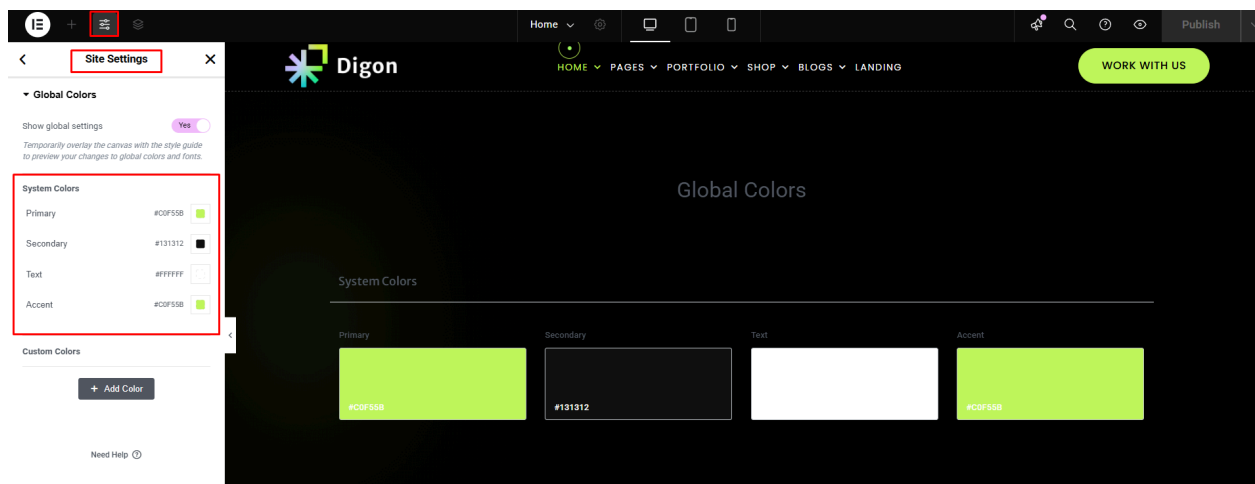 Home
Publish
Site Settings
Global Colors
Show global settings
Yes
Temporarily overlay the canvas with the style guide
to preview your changes to global colors and fonts.
System Colors
Primary #C0F55B
Secondary #131312
Text #FFFFFF
Accent #C0F55B
Custom Colors
+ Add Color
Need Help
Digon
HOME PAGES PORTFOLIO SHOP BLOGS LANDING
WORK WITH US
Global Colors
System Colors
Primary Secondary Text Accent
#C0F55B #131312 #C0F55B